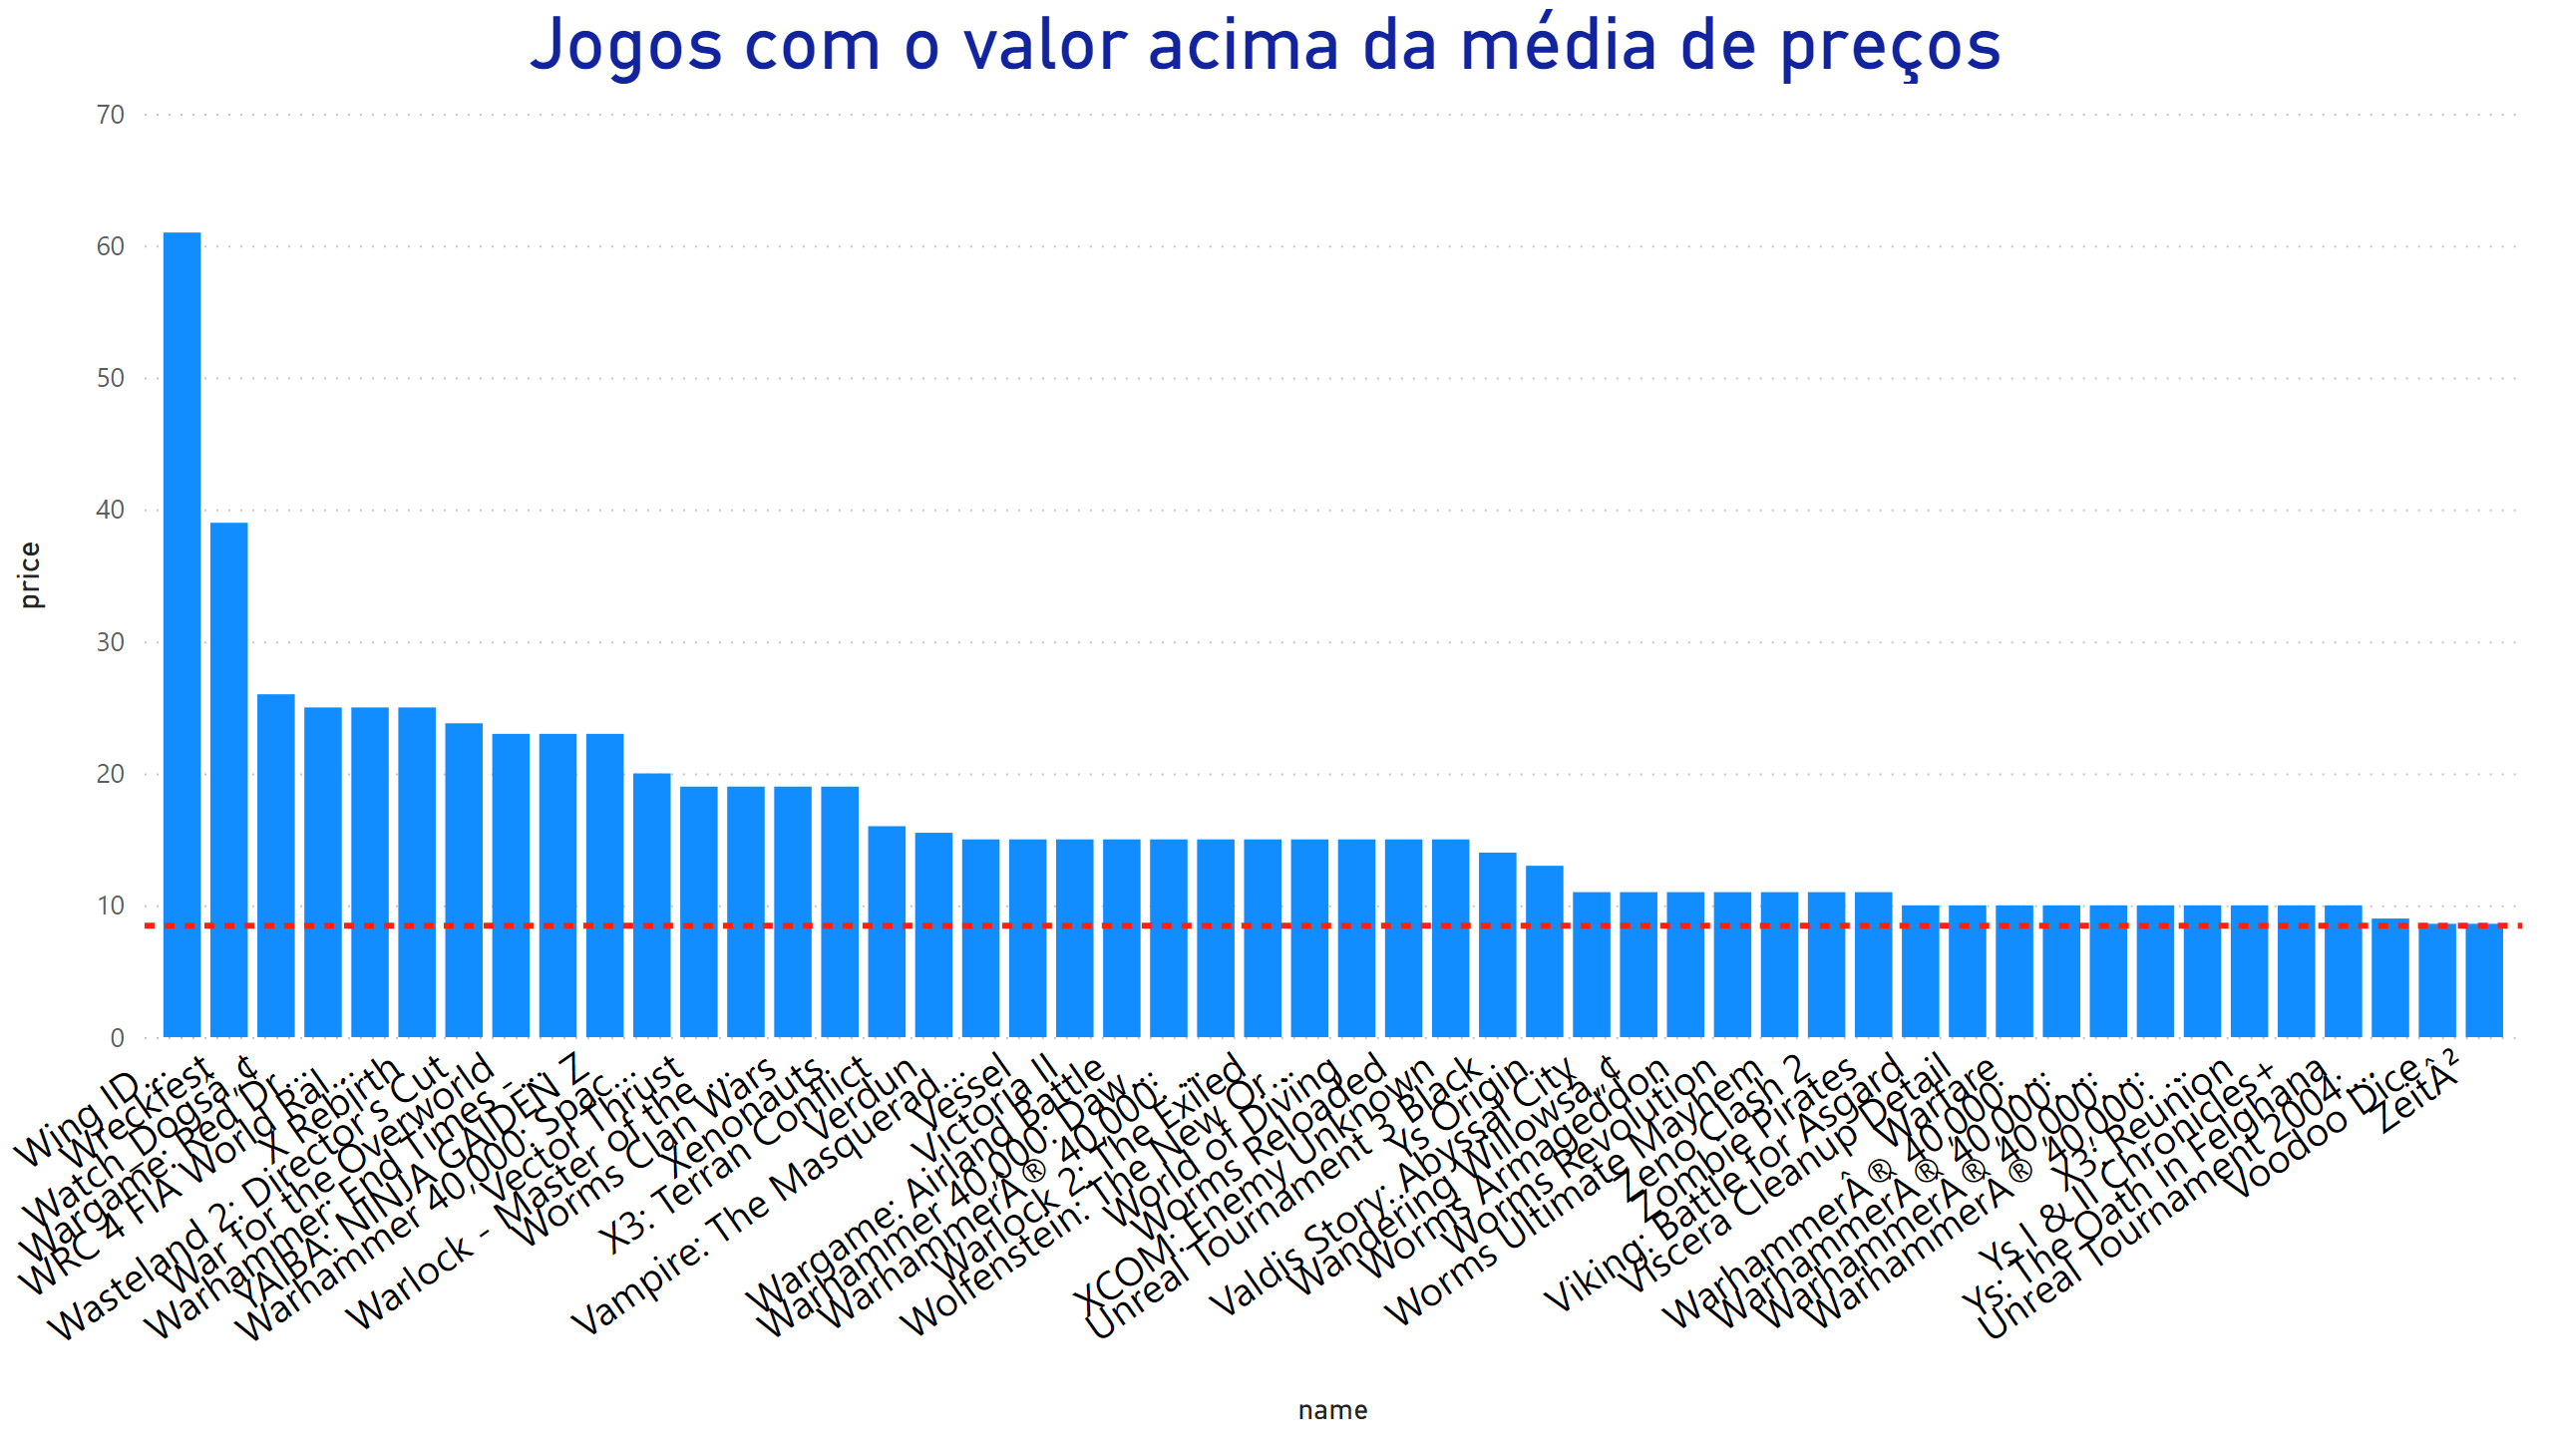 Jogos com o valor acima da média de preços
70
60
50
40
30
20
10
0
price
Wing ID...
Wreckfest
Watch Dogsâ„¢
Wargame: Red Dr...
WRC 4 FIA World Ral...
X Rebirth
Wasteland 2: Director's Cut
War for the Overworld
Warhammer: End Times -...
YAIBA: NINJA GAIDEN Z
Warhammer 40,000: Spac...
Vector Thrust
Warlock - Master of the ...
Worms Clan Wars
Xenonauts
X3: Terran Conflict
Verdun
Vampire: The Masquerad...
Vessel
Victoria II
Wargame: Airland Battle
Warhammer 40,000: Daw...
WarhammerÂ® 40,000: ...
Warlock 2: The Exiled
Wolfenstein: The New Or...
World of Diving
Worms Reloaded
XCOM: Enemy Unknown
Unreal Tournament 3 Black
Ys Origin
Valdis Story: Abyssal City
Wandering Willowsâ„¢
Worms Armageddon
Worms Revolution
Worms Ultimate Mayhem
Zeno Clash 2
Zombie Pirates
Viking: Battle for Asgard
Viscera Cleanup Detail
Warfare
WarhammerÂ® 40,000: ...
WarhammerÂ® 40,000: ...
WarhammerÂ® 40,000: ...
WarhammerÂ® 40,000: ...
X3: Reunion
Ys I & II Chronicles+
Ys: The Oath in Felghana
Unreal Tournament 2004: ...
Voodoo Dice
ZeitÂ²
name